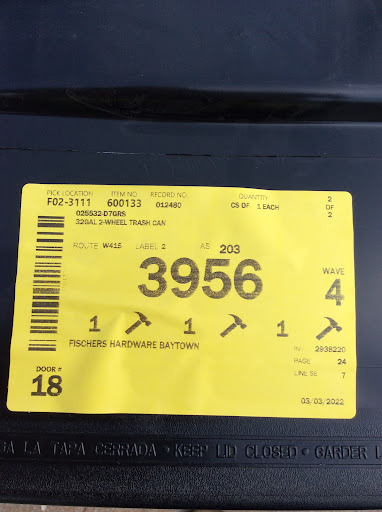 PICK LOCATION ITEM NO. RECORD NO. QUANTITY 2
F02-3111 600133 012480 CS OF 1 EACH OF
025532-D7GRS 2
32GAL 2-WHEEL TRASH CAN
ROUTE W415 LABEL 2 AS 203
3956 WAVE
4
1 1 1
FISCHERS HARDWARE BAYTOWN INV 2938220
PAGE 24
DOOR # LINE SE 7
18
03/03/2022
LA TAPA CERRADA • KEEP LID CLOSED • GARDER L